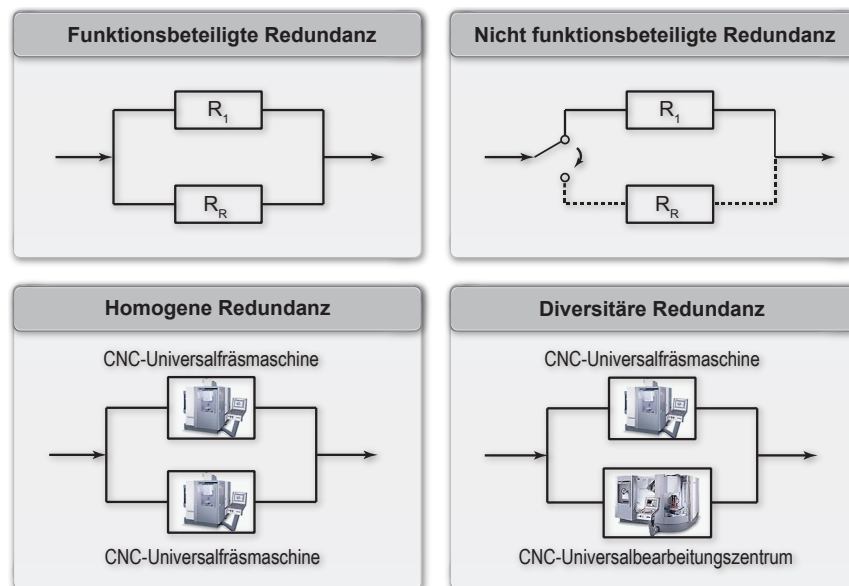 Funktionsbeteiligte Redundanz
R1
RR
Nicht funktionsbeteiligte Redundanz
R1
RR
Homogene Redundanz
CNC-Universalfräsmaschine
CNC-Universalfräsmaschine
Diversitäre Redundanz
CNC-Universalfräsmaschine
CNC-Universalbearbeitungszentrum